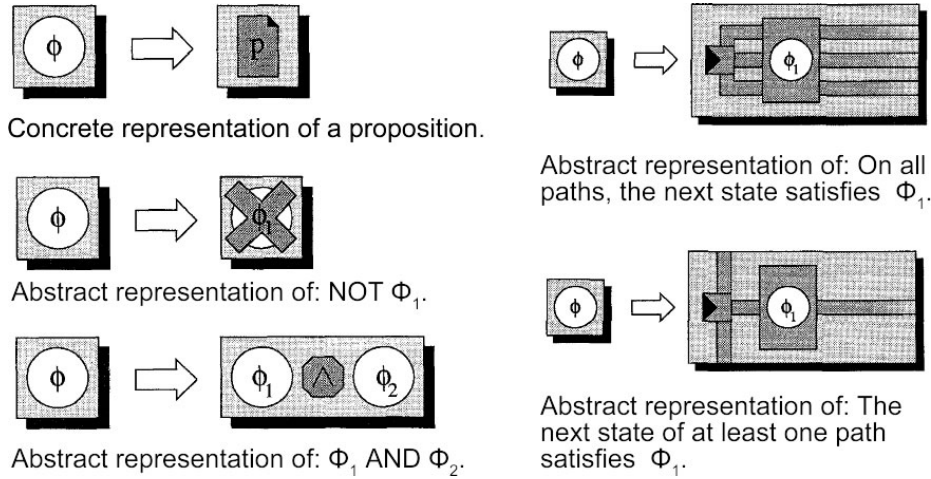 ϕ
p
Concrete representation of a proposition.
ϕ
ϕ₁
Abstract representation of: NOT Φ₁.
ϕ
ϕ₁ ∧ ϕ₂
Abstract representation of: Φ₁ AND Φ₂.
ϕ
ϕ₁
Abstract representation of: On all
paths, the next state satisfies Φ₁.
ϕ
ϕ₁
Abstract representation of: The
next state of at least one path
satisfies Φ₁.